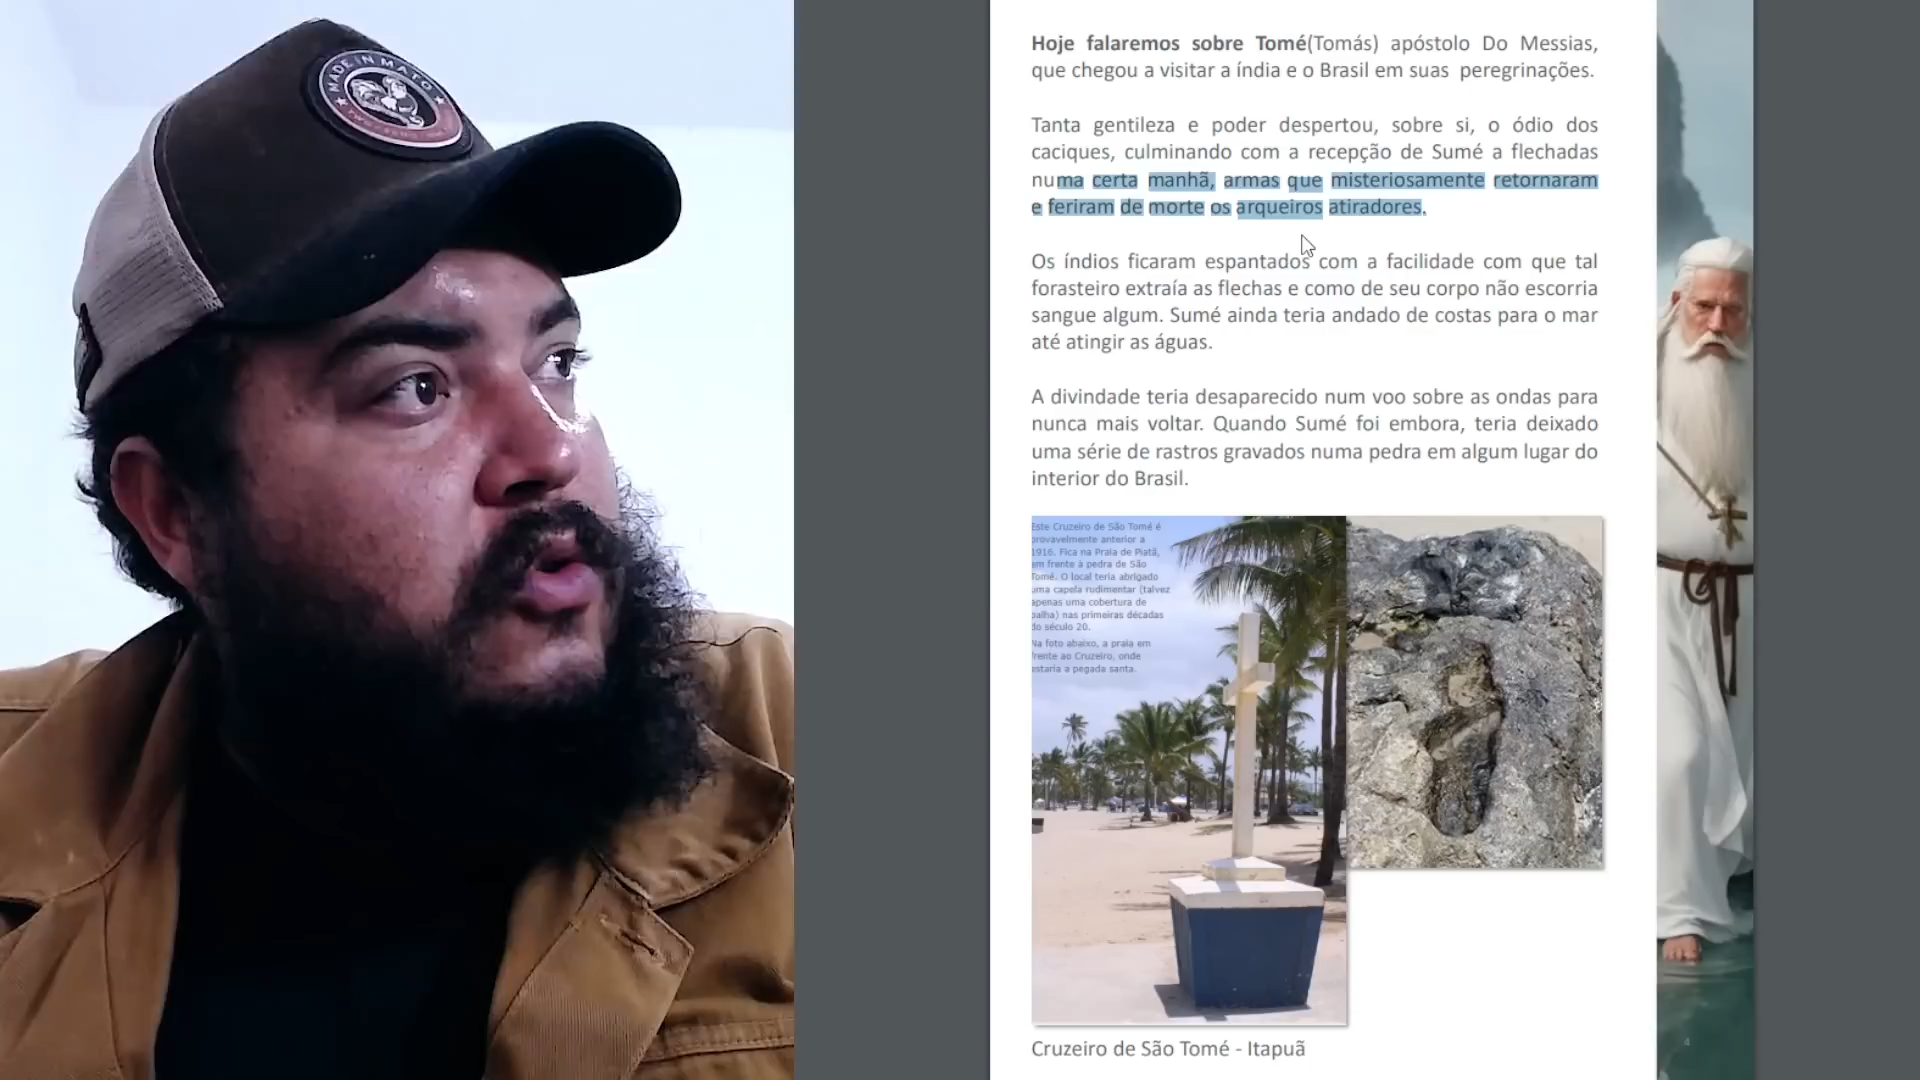 MADE IN MATO
Hoje falaremos sobre Tomé(Tomás) apóstolo Do Messias,
que chegou a visitar a índia e o Brasil em suas peregrinações.
Tanta gentileza e poder despertou, sobre si, o ódio dos
caciques, culminando com a recepção de Sumé a flechadas
numa certa manhã, armas que misteriosamente retornaram
e feriram de morte os arqueiros atiradores.
Os índios ficaram espantados com a facilidade com que tal
forasteiro extraía as flechas e como de seu corpo não escorria
sangue algum. Sumé ainda teria andado de costas para o mar
até atingir as águas.
A divindade teria desaparecido num voo sobre as ondas para
nunca mais voltar. Quando Sumé foi embora, teria deixado
uma série de rastros gravados numa pedra em algum lugar do
interior do Brasil.
Este Cruzeiro de São Tomé é
provavelmente anterior a
1916. Fica na Praia de Piatã,
em frente à pedra de São
Tomé. O local teria abrigado
uma capela rudimentar (talvez
apenas uma cobertura de
palha) nas primeiras décadas
do século 20.
Na foto abaixo, a praia em
frente ao Cruzeiro, onde
estaria a pegada santa.
Cruzeiro de São Tomé - Itapuã